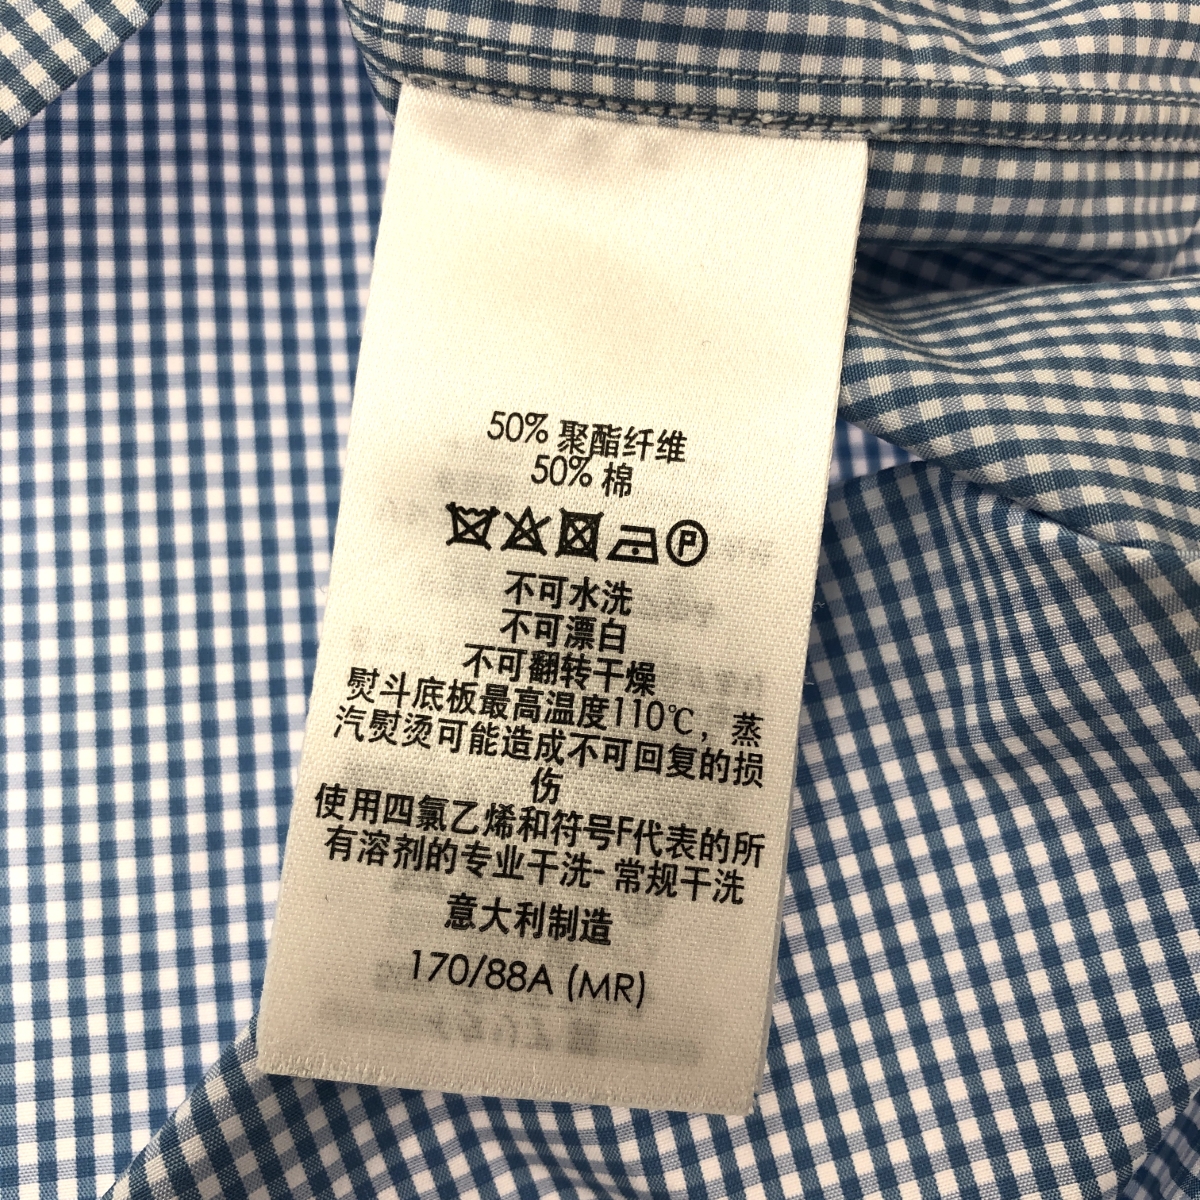 50% 聚酯纤维
50% 棉
P
不可水洗
不可漂白
不可翻转干燥
熨斗底板最高温度110℃，蒸
汽熨烫可能造成不可回复的损
伤
使用四氯乙烯和符号F代表的所
有溶剂的专业干洗- 常规干洗
意大利制造
170/88A (MR)